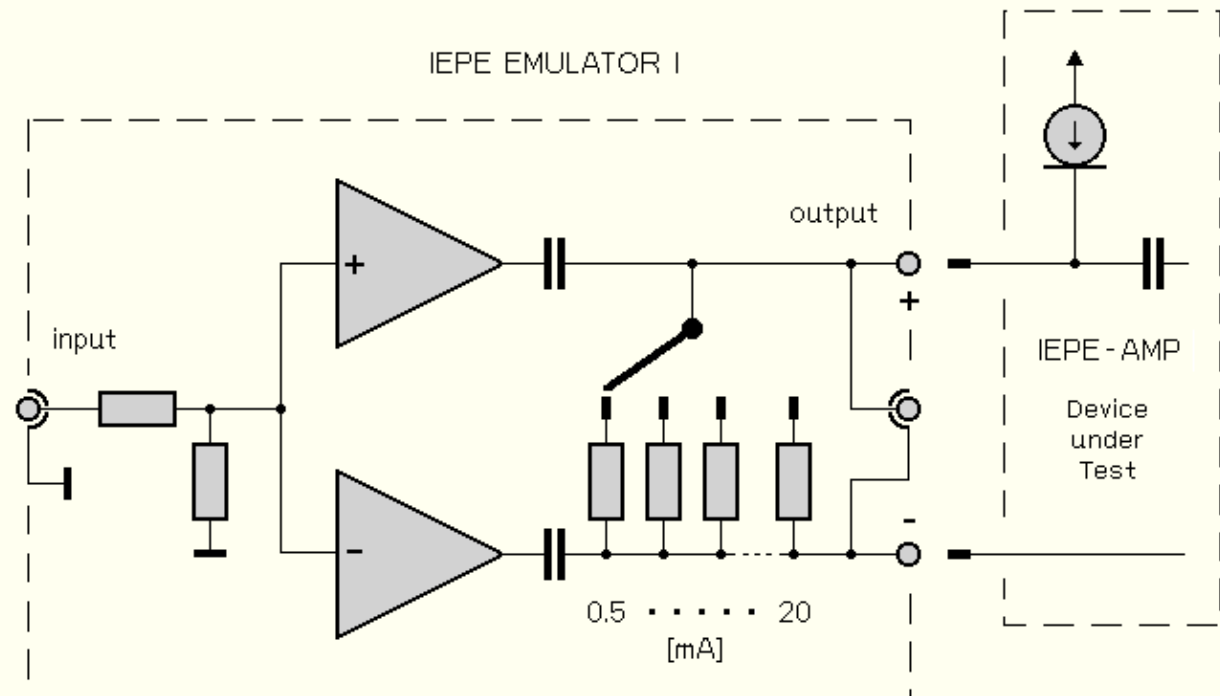 IEPE EMULATOR I
output
+
input
+
-
IEPE-AMP
Device
under
Test
-
0.5 ..... 20
[mA]